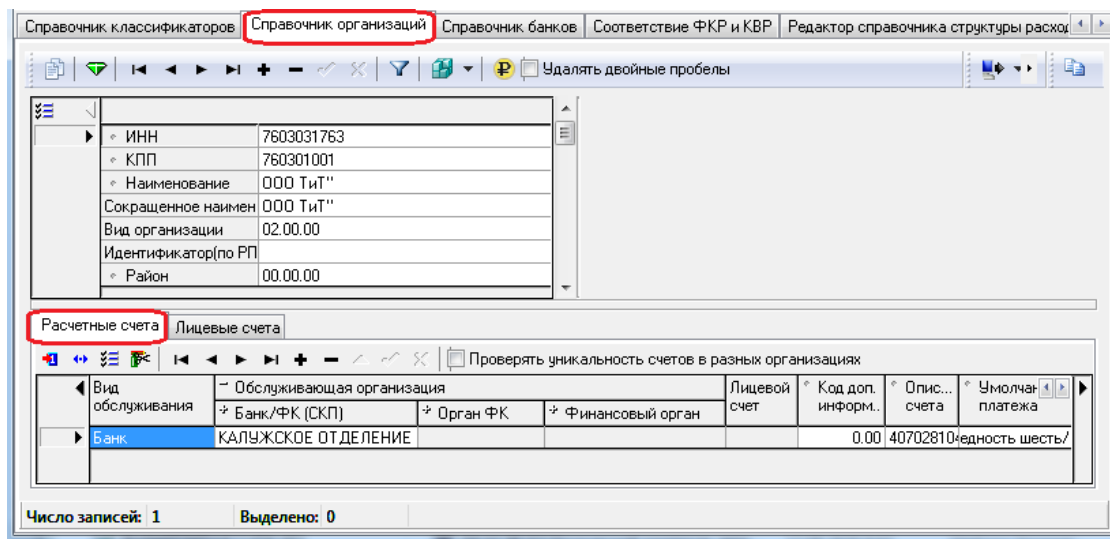 Справочник классификаторов Справочник организаций Справочник банков Соответствие ФКР и КВР Редактор справочника структуры расход
Удалять двойные пробелы
ИНН 7603031763
КПП 760301001
Наименование ООО ТиТ"
Сокращенное наимен ООО ТиТ"
Вид организации 02.00.00
Идентификатор(по РП
Район 00.00.00
Расчетные счета Лицевые счета
Проверять уникальность счетов в разных организациях
Вид Обслуживающая организация Лицевой Код доп. Опис... Умолчан
обслуживания Банк/ФК (СКП) Орган ФК Финансовый орган счет информ.. счета платежа
Банк КАЛУЖСКОЕ ОТДЕЛЕНИЕ 0.00 40702810 едность шесть/
Число записей: 1 Выделено: 0